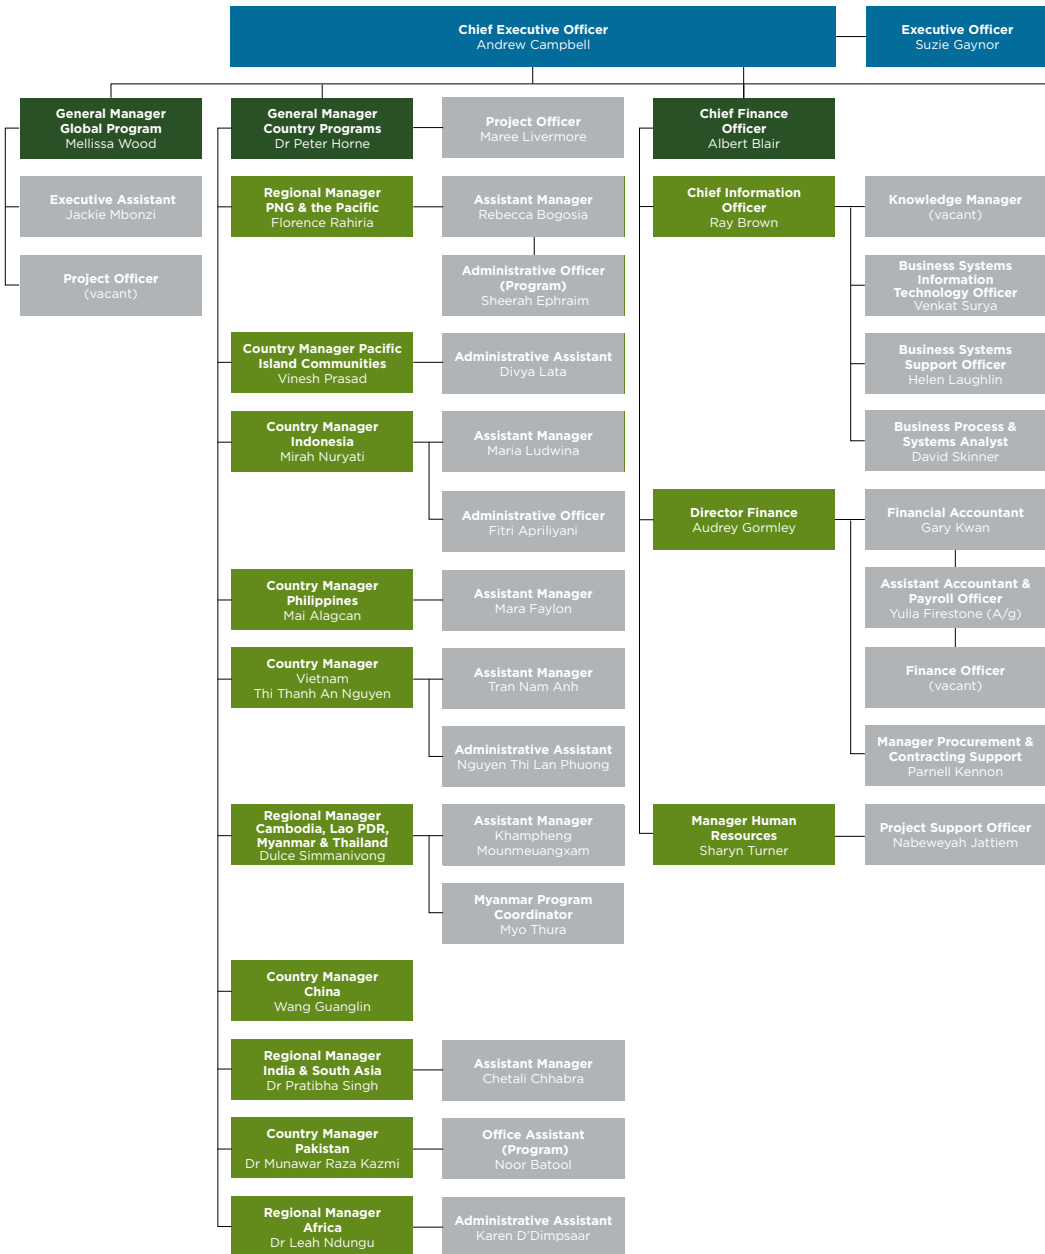 Chief Executive Officer
Andrew Campbell
Executive Officer
Suzie Gaynor
General Manager
Global Program
Mellissa Wood
Executive Assistant
Jackie Mbonzi
Project Officer
(vacant)
General Manager
Country Programs
Dr Peter Horne
Project Officer
Maree Livermore
Regional Manager
PNG & the Pacific
Florence Rahiria
Assistant Manager
Rebecca Bogosia
Administrative Officer
(Program)
Sheerah Ephraim
Country Manager Pacific
Island Communities
Vinesh Prasad
Administrative Assistant
Divya Lata
Country Manager
Indonesia
Mirah Nuryati
Assistant Manager
Maria Ludwina
Administrative Officer
Fitri Apriliyani
Country Manager
Philippines
Mai Alagcan
Assistant Manager
Mara Faylon
Country Manager
Vietnam
Thi Thanh An Nguyen
Assistant Manager
Tran Nam Anh
Administrative Assistant
Nguyen Thi Lan Phuong
Regional Manager
Cambodia, Lao PDR,
Myanmar & Thailand
Dulce Simmanivong
Assistant Manager
Khampheng
Mounmeuangxam
Myanmar Program
Coordinator
Myo Thura
Country Manager
China
Wang Guanglin
Regional Manager
India & South Asia
Dr Pratibha Singh
Assistant Manager
Chetali Chhabra
Country Manager
Pakistan
Dr Munawar Raza Kazmi
Office Assistant
(Program)
Noor Batool
Regional Manager
Africa
Dr Leah Ndungu
Administrative Assistant
Karen D'Dimpsaar
Chief Finance
Officer
Albert Blair
Chief Information
Officer
Ray Brown
Knowledge Manager
(vacant)
Business Systems
Information
Technology Officer
Venkat Surya
Business Systems
Support Officer
Helen Laughlin
Business Process &
Systems Analyst
David Skinner
Director Finance
Audrey Gormley
Financial Accountant
Gary Kwan
Assistant Accountant &
Payroll Officer
Yulia Firestone (A/g)
Finance Officer
(vacant)
Manager Procurement &
Contracting Support
Parnell Kennon
Manager Human
Resources
Sharyn Turner
Project Support Officer
Nabeweyah Jattiem